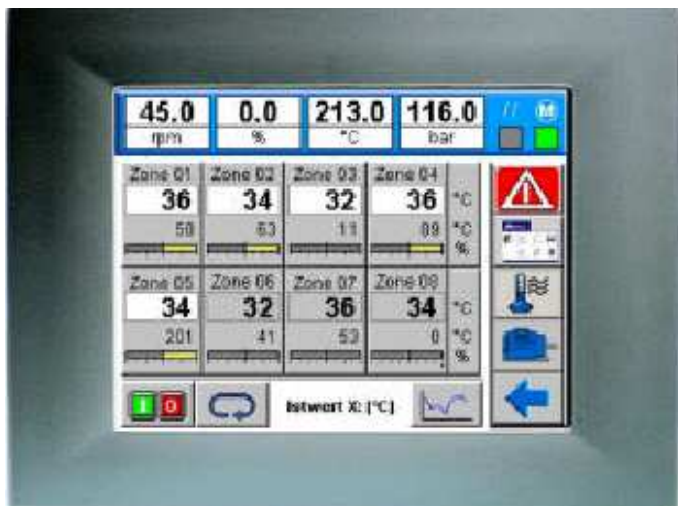 45.0 0.0 213.0 116.0
rpm % °C bar
Zone 01 Zone 02 Zone 03 Zone 04
36 34 32 36 °C
50 53 11 89 °C
%
Zone 05 Zone 06 Zone 07 Zone 08
34 32 36 34 °C
201 41 53 0 °C
%
I 0 Istwert X: [°C]